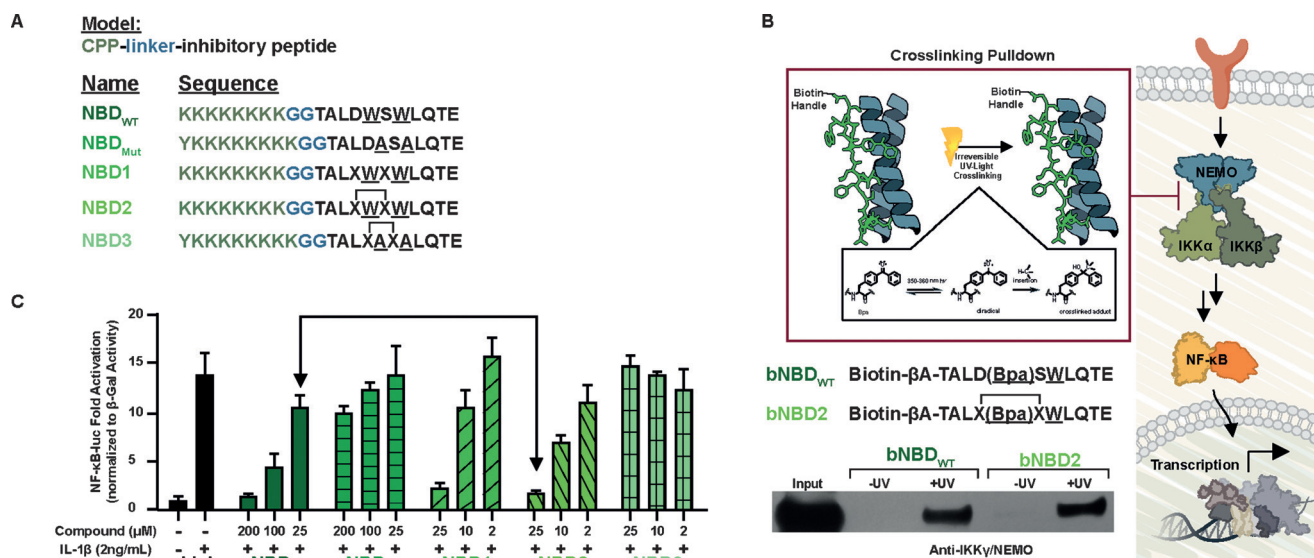 A
Model:
CPP-linker-inhibitory peptide
Name Sequence
NBDWT KKKKKKKKGGTALDWSWLQTE
NBDMut YKKKKKKKKGGTALDASALQTE
NBD1 KKKKKKKKGGTALXWXWLQTE
NBD2 KKKKKKKKGGTALXWXWLQTE
NBD3 YKKKKKKKKGGTALXAXALQTE
B
Crosslinking Pulldown
Biotin
Handle
Biotin
Handle
Irreversible
UV-Light
Crosslinking
Bpa
350-360 nm hν
diradical
insertion
crosslinked adduct
NEMO
IKKα
IKKβ
NF-κB
Transcription
bNBDWT Biotin-βA-TALD(Bpa)SWLQTE
bNBD2 Biotin-βA-TALX(Bpa)XWLQTE
bNBDWT bNBD2
Input -UV +UV -UV +UV
Anti-IKKγ/NEMO
C
NF-κB-luc Fold Activation
(normalized to β-Gal Activity)
20
15
10
5
0
Compound (μM) - - 200 100 25 200 100 25 25 10 2 25 10 2 25 10 2
IL-1β (2ng/mL) - + + + + + + + + + + + + + + + +